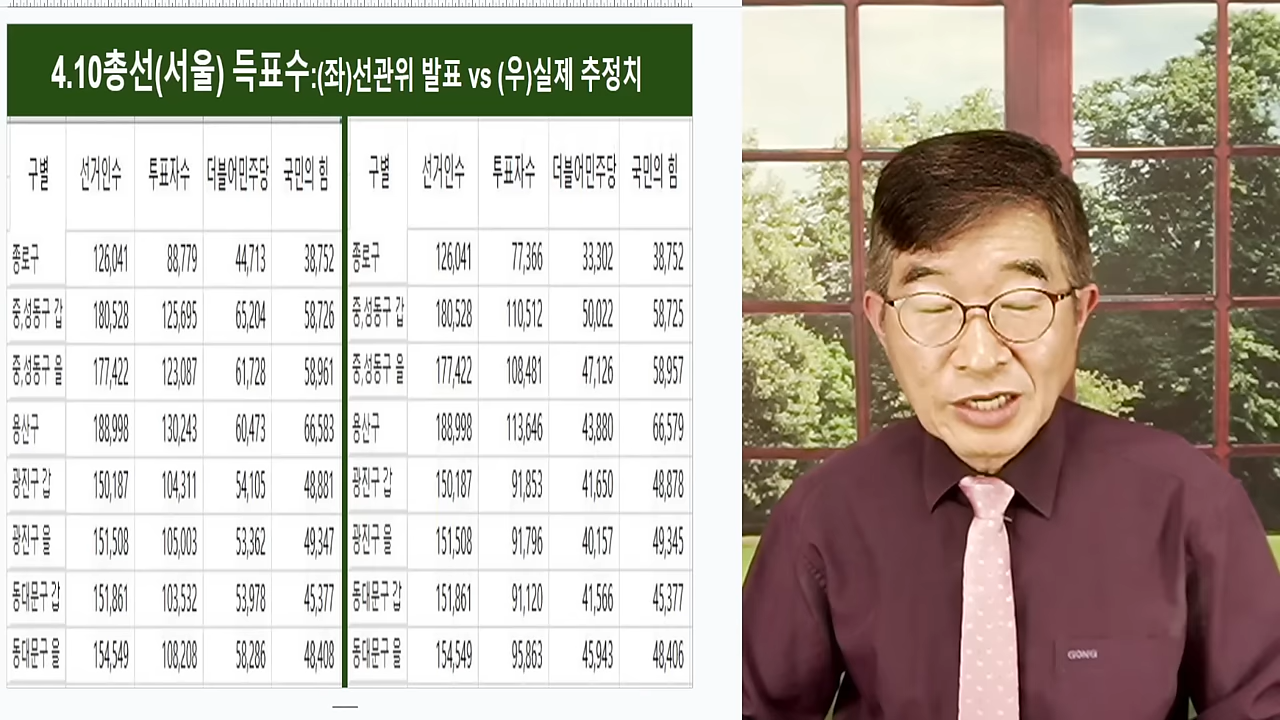 4.10총선(서울) 득표수:(좌)선관위 발표 vs (우)실제 추정치
구별 선거인수 투표자수 더불어민주당 국민의 힘 구별 선거인수 투표자수 더불어민주당 국민의 힘
종로구 126,041 88,779 44,713 38,752 종로구 126,041 77,366 33,302 38,752
중,성동구 갑 180,528 125,695 65,204 58,726 중,성동구 갑 180,528 110,512 50,022 58,725
중,성동구 을 177,422 123,087 61,728 58,961 중,성동구 을 177,422 108,481 47,126 58,957
용산구 188,998 130,243 60,473 66,583 용산구 188,998 113,646 43,880 66,579
광진구 갑 150,187 104,311 54,105 48,881 광진구 갑 150,187 91,853 41,650 48,878
광진구 을 151,508 105,003 53,362 49,347 광진구 을 151,508 91,796 40,157 49,345
동대문구 갑 151,861 103,532 53,978 45,377 동대문구 갑 151,861 91,120 41,566 45,377
동대문구 을 154,549 108,208 58,286 48,408 동대문구 을 154,549 95,863 45,943 48,406
GONG